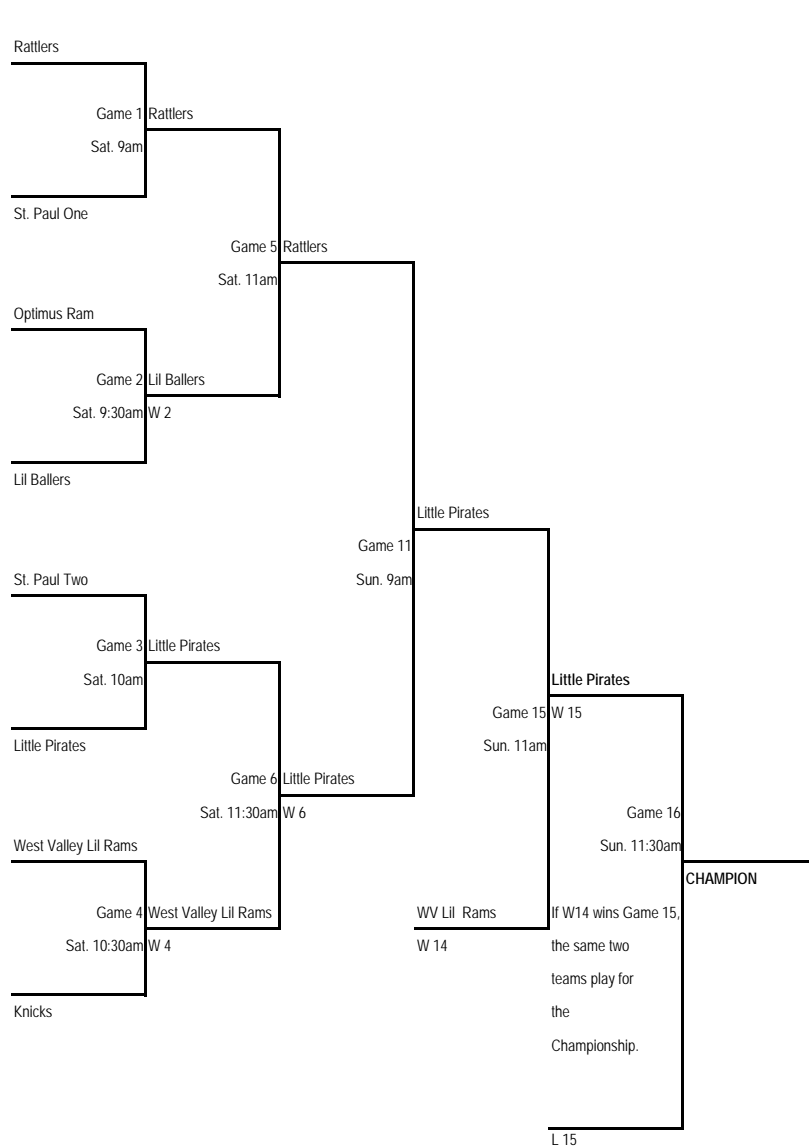 Rattlers
Game 1 Rattlers
Sat. 9am
St. Paul One
Game 5 Rattlers
Sat. 11am
Optimus Ram
Game 2 Lil Ballers
Sat. 9:30am W 2
Lil Ballers
Little Pirates
Game 11
St. Paul Two
Sun. 9am
Game 3 Little Pirates
Sat. 10am
Little Pirates
Game 15 W 15
Little Pirates
Sun. 11am
Game 6 Little Pirates
Sat. 11:30am W 6
Game 16
West Valley Lil Rams
Sun. 11:30am
CHAMPION
Game 4 West Valley Lil Rams
WV Lil  Rams
If W14 wins Game 15,
Sat. 10:30am W 4
W 14
the same two
teams play for
Knicks
the
Championship.
L 15